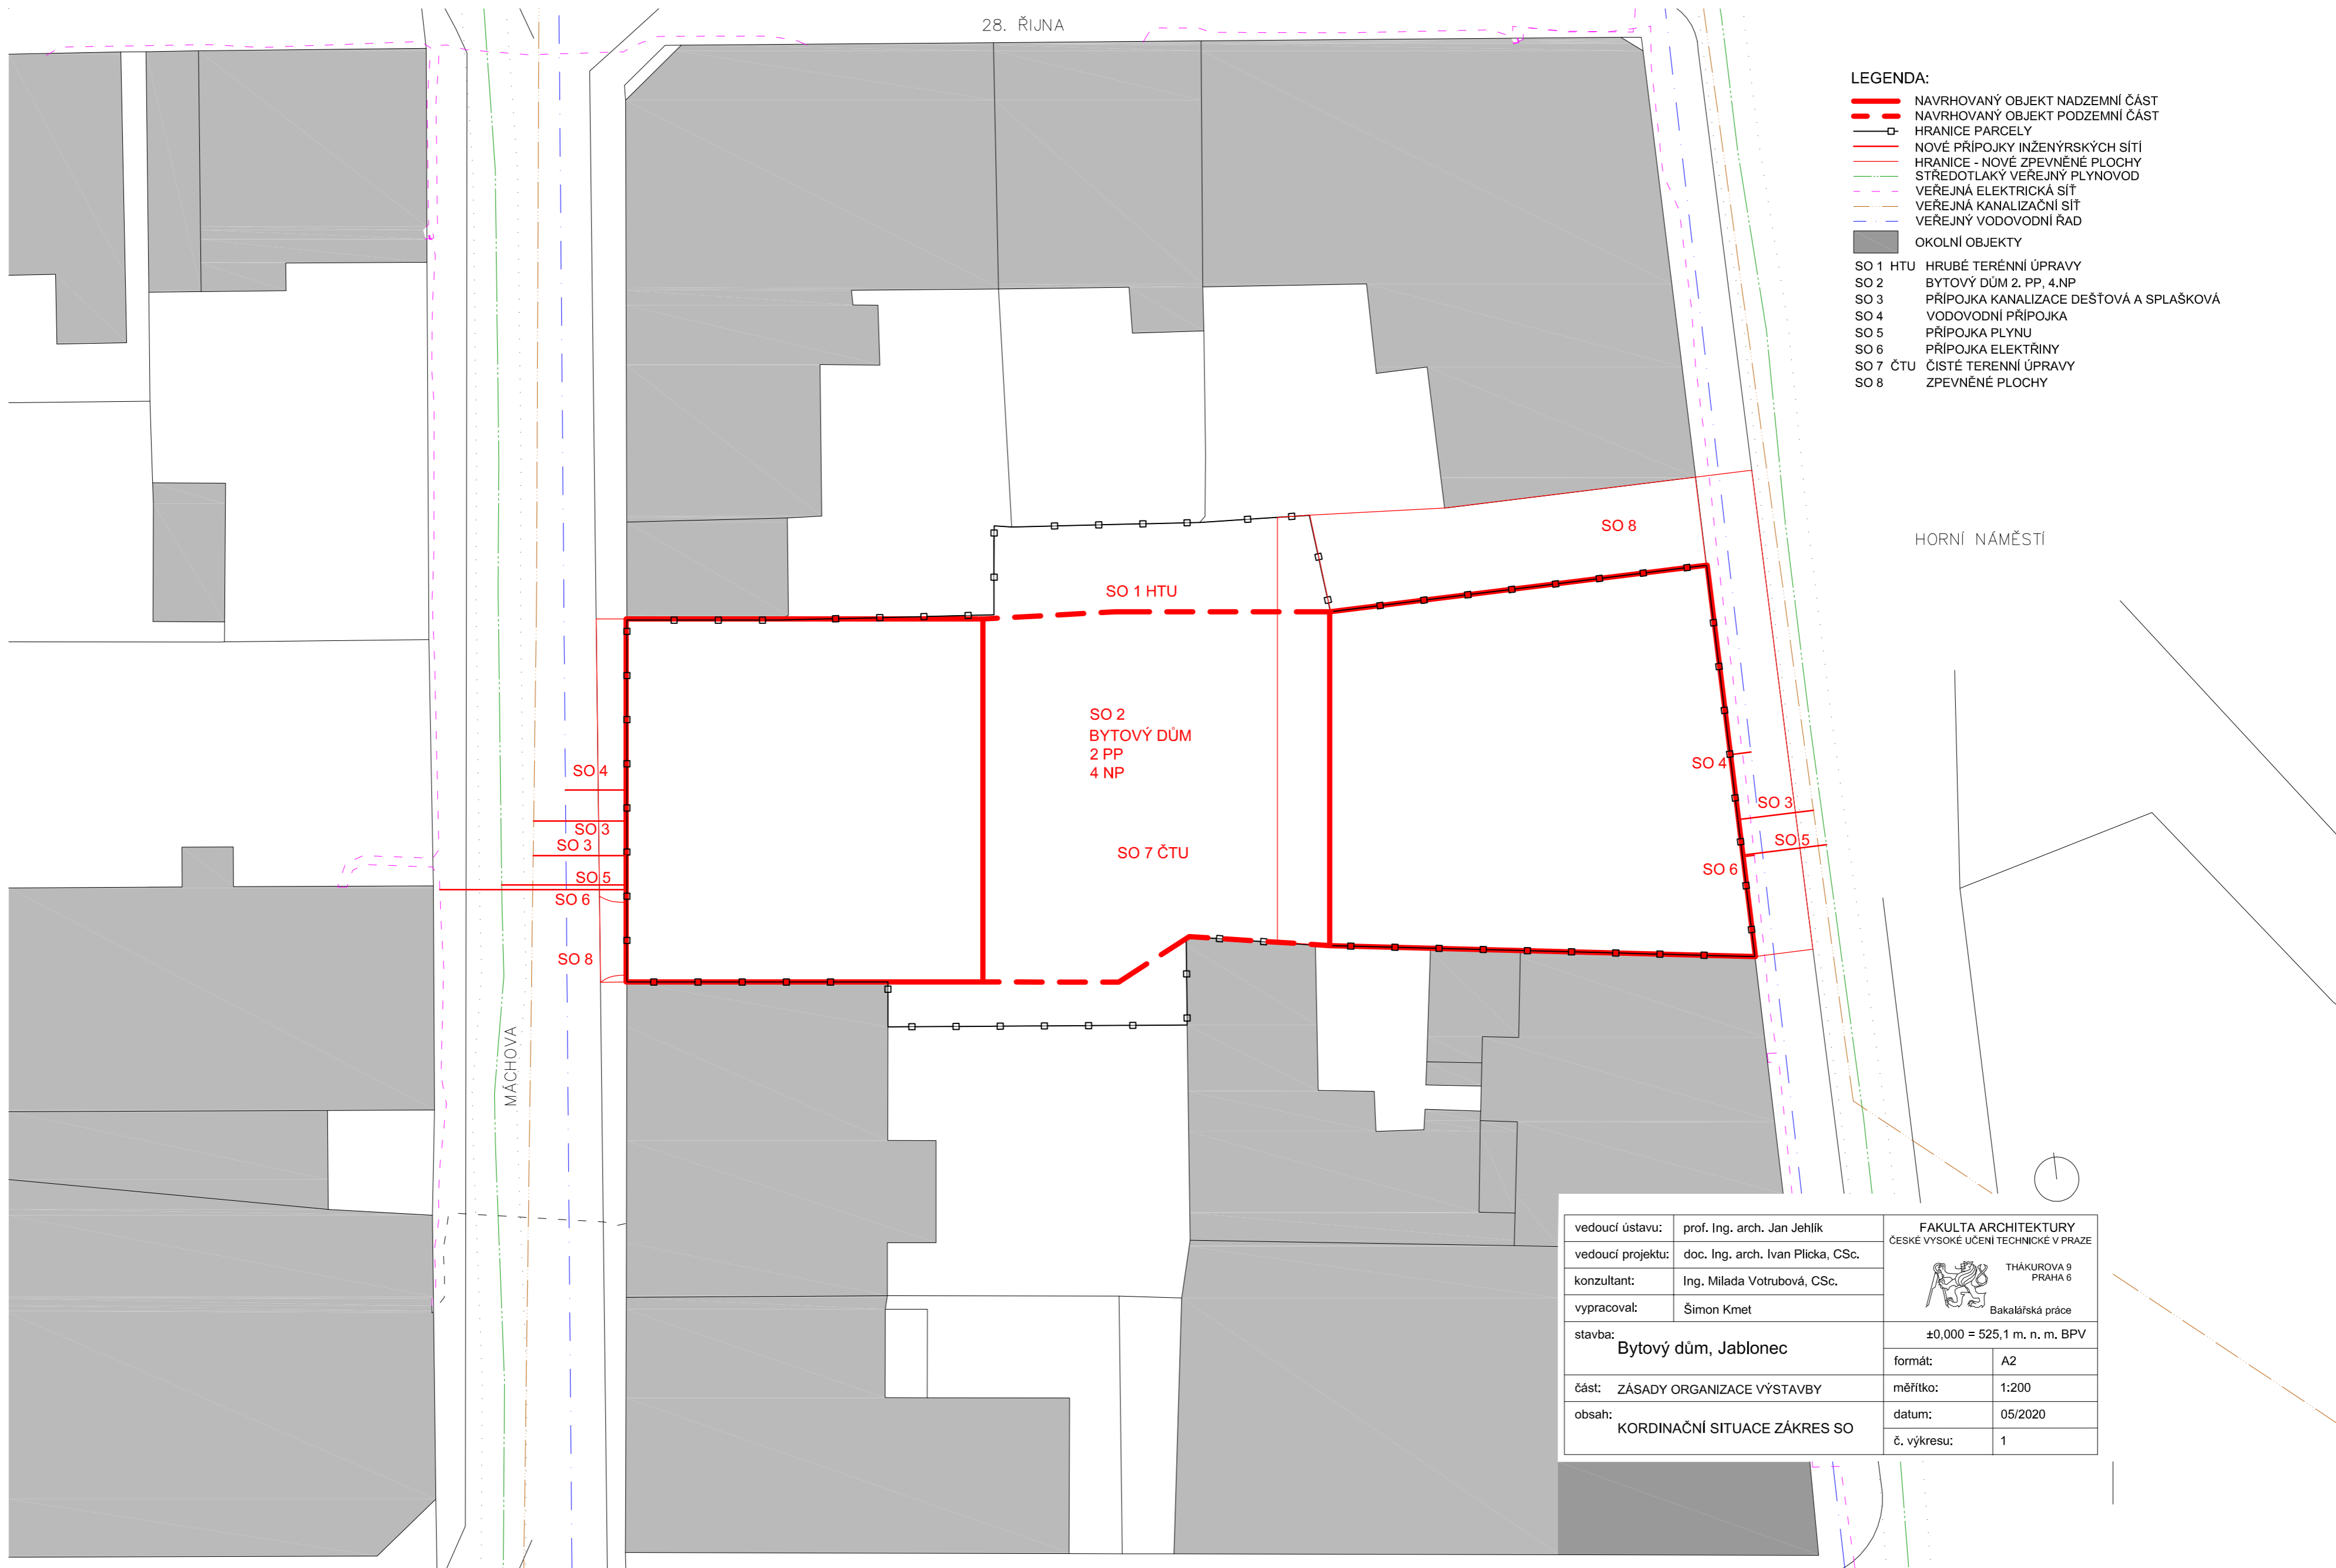 28. ŘIJNA
LEGENDA:
NAVRHOVANÝ OBJEKT NADZEMNÍ ČÁST
NAVRHOVANÝ OBJEKT PODZEMNÍ ČÁST
HRANICE PARCELY
NOVÉ PŘÍPOJKY INŽENÝRSKÝCH SÍTÍ
HRANICE - NOVÉ ZPEVNĚNÉ PLOCHY
STŘEDOTLAKÝ VEŘEJNÝ PLYNOVOD
VEŘEJNÁ ELEKTRICKÁ SÍŤ
VEŘEJNÁ KANALIZAČNÍ SÍŤ
VEŘEJNÝ VODOVODNÍ ŘAD
OKOLNÍ OBJEKTY
SO 1 HTU HRUBÉ TERÉNNÍ ÚPRAVY
SO 2 BYTOVÝ DŮM 2. PP, 4.NP
SO 3 PŘÍPOJKA KANALIZACE DEŠŤOVÁ A SPLAŠKOVÁ
SO 4 VODOVODNÍ PŘÍPOJKA
SO 5 PŘÍPOJKA PLYNU
SO 6 PŘÍPOJKA ELEKTŘINY
SO 7 ČTU ČISTÉ TERENNÍ ÚPRAVY
SO 8 ZPEVNĚNÉ PLOCHY
HORNÍ NÁMĚSTÍ
SO 8
SO 1 HTU
SO 2
BYTOVÝ DŮM
2 PP
4 NP
SO 7 ČTU
SO 4
SO 3
SO 3
SO 5
SO 6
SO 8
SO 4
SO 3
SO 5
SO 6
MÁCHOVA
vedoucí ústavu: prof. Ing. arch. Jan Jehlík
vedoucí projektu: doc. Ing. arch. Ivan Plicka, CSc.
konzultant: Ing. Milada Votrubová, CSc.
vypracoval: Šimon Kmet
FAKULTA ARCHITEKTURY
ČESKÉ VYSOKÉ UČENÍ TECHNICKÉ V PRAZE
THÁKUROVA 9
PRAHA 6
Bakalářská práce
stavba: Bytový dům, Jablonec
±0,000 = 525,1 m. n. m. BPV
formát: A2
část: ZÁSADY ORGANIZACE VÝSTAVBY
měřítko: 1:200
obsah: KORDINAČNÍ SITUACE ZÁKRES SO
datum: 05/2020
č. výkresu: 1